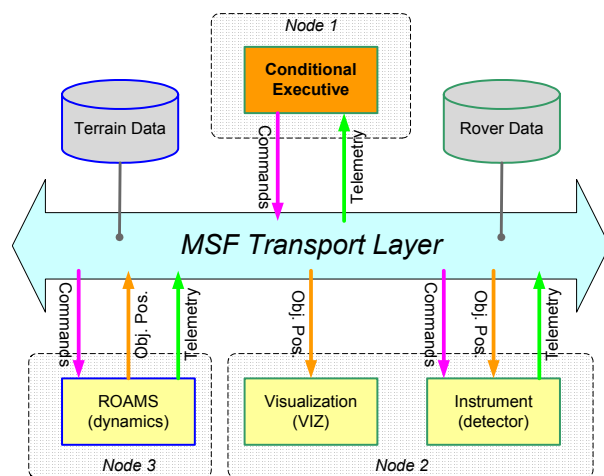 Node 1
Conditional
Executive
Terrain Data
Rover Data
Commands
Telemetry
MSF Transport Layer
Commands
Obj. Pos.
Telemetry
Obj. Pos.
Commands
Obj. Pos.
Telemetry
ROAMS
(dynamics)
Visualization
(VIZ)
Instrument
(detector)
Node 3
Node 2